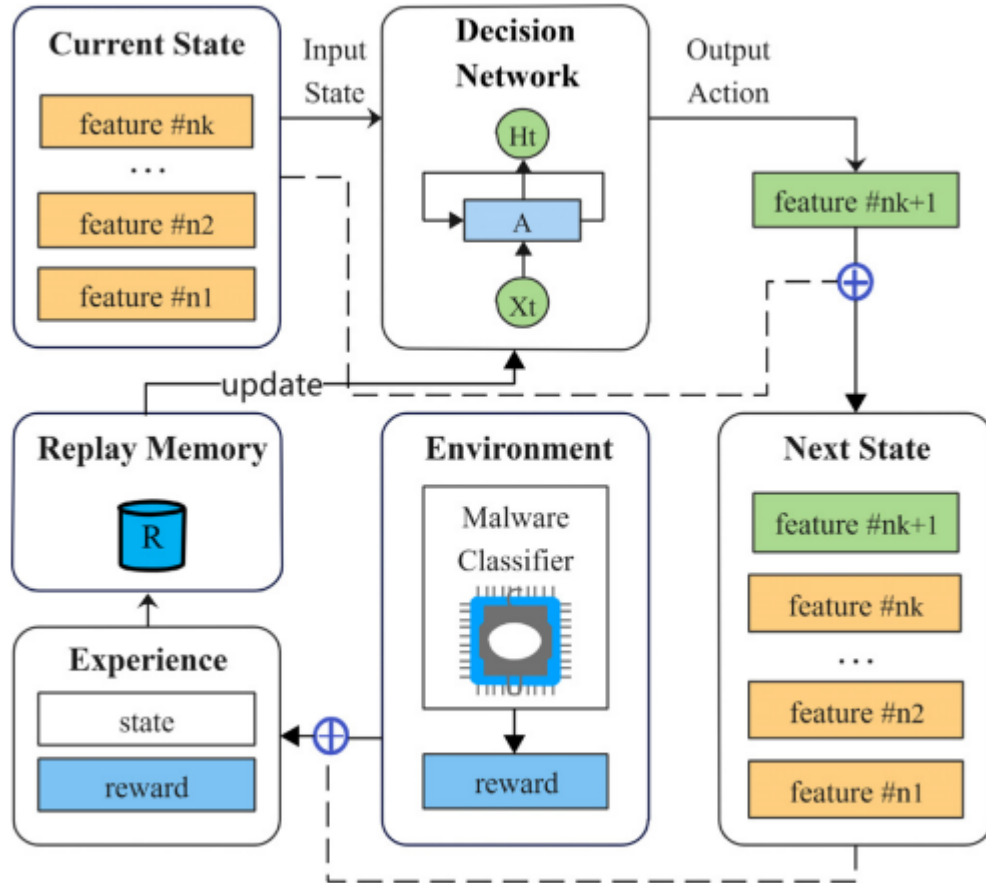 Current State
feature #nk
...
feature #n2
feature #n1
Input
State
Decision
Network
Ht
A
Xt
Output
Action
feature #nk+1
update
Replay Memory
R
Experience
state
reward
Environment
Malware
Classifier
reward
Next State
feature #nk+1
feature #nk
...
feature #n2
feature #n1